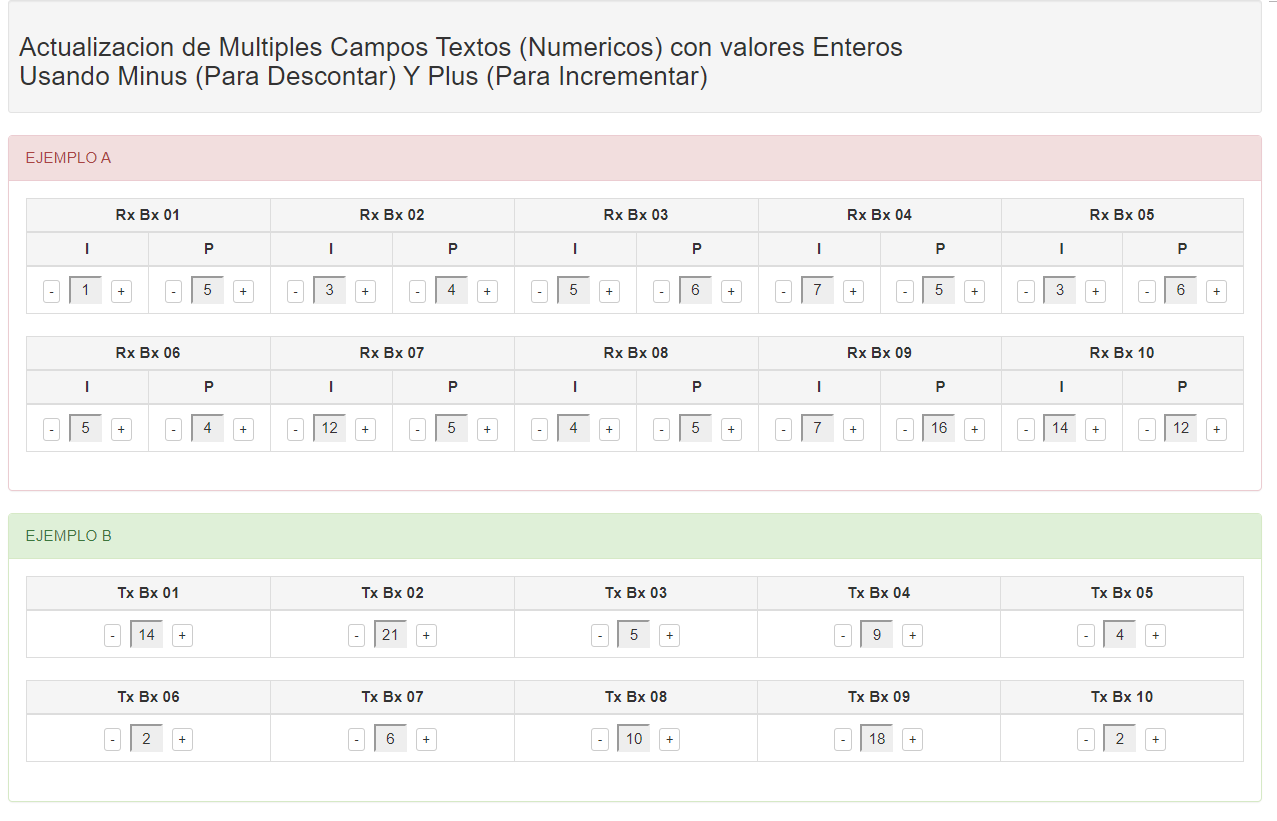 Actualizacion de Multiples Campos Textos (Numericos) con valores Enteros
Usando Minus (Para Descontar) Y Plus (Para Incrementar)
EJEMPLO A
Rx Bx 01 Rx Bx 02 Rx Bx 03 Rx Bx 04 Rx Bx 05
I P I P I P I P I P
- 1 + - 5 + - 3 + - 4 + - 5 + - 6 + - 7 + - 5 + - 3 + - 6 +
Rx Bx 06 Rx Bx 07 Rx Bx 08 Rx Bx 09 Rx Bx 10
I P I P I P I P I P
- 5 + - 4 + - 12 + - 5 + - 4 + - 5 + - 7 + - 16 + - 14 + - 12 +
EJEMPLO B
Tx Bx 01 Tx Bx 02 Tx Bx 03 Tx Bx 04 Tx Bx 05
- 14 + - 21 + - 5 + - 9 + - 4 +
Tx Bx 06 Tx Bx 07 Tx Bx 08 Tx Bx 09 Tx Bx 10
- 2 + - 6 + - 10 + - 18 + - 2 +